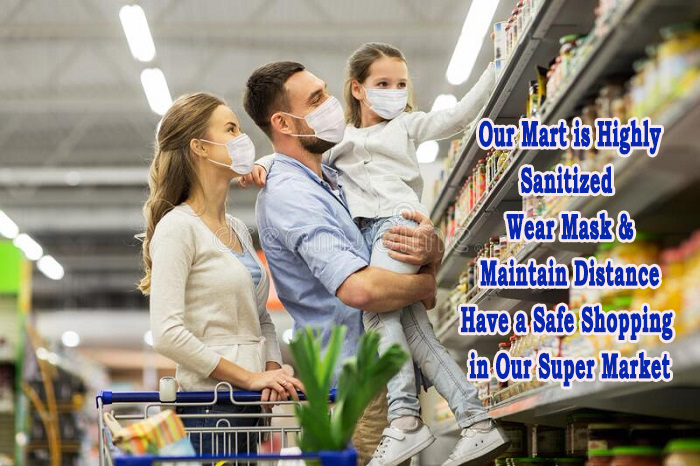 Our Mart is Highly
Sanitized
Wear Mask &
Maintain Distance
Have a Safe Shopping
in Our Super Market